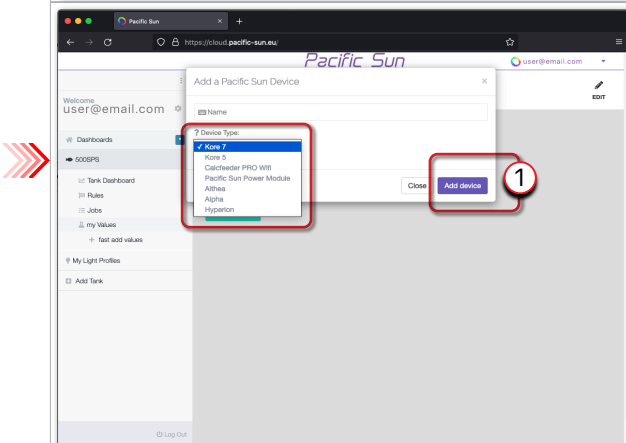 Pacific Sun
https://cloud.pacific-sun.eu/
Pacific Sun
user@email.com
Add a Pacific Sun Device
EDIT
Welcome
user@email.com
Name
? Device Type:
Dashboards
Kore 7
500SPS
Kore 5
Calcfeeder PRO Wifi
Tank Dashboard
Pacific Sun Power Module
Close
Add device
1
Rules
Althea
Alpha
Jobs
Hyperion
my Values
fast add values
My Light Profiles
Add Tank
Log Out